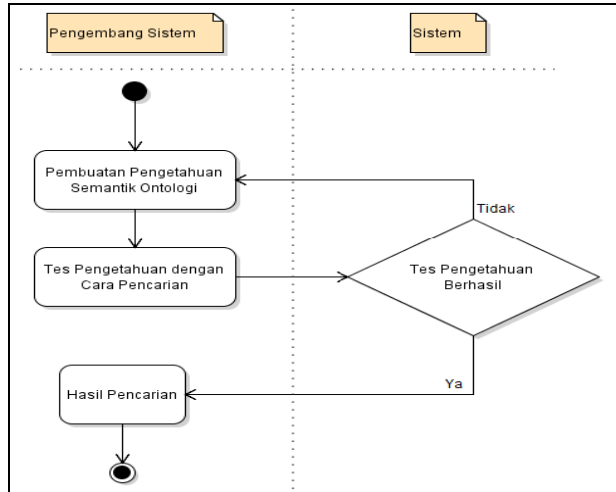 Pengembang Sistem
Sistem
Pembuatan Pengetahuan
Semantik Ontologi
Tidak
Tes Pengetahuan dengan
Cara Pencarian
Tes Pengetahuan
Berhasil
Ya
Hasil Pencarian